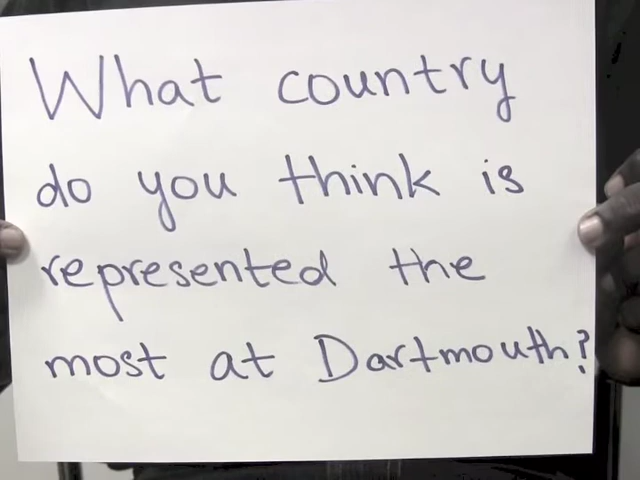 What country
do you think is
represented the
most at Dartmouth?